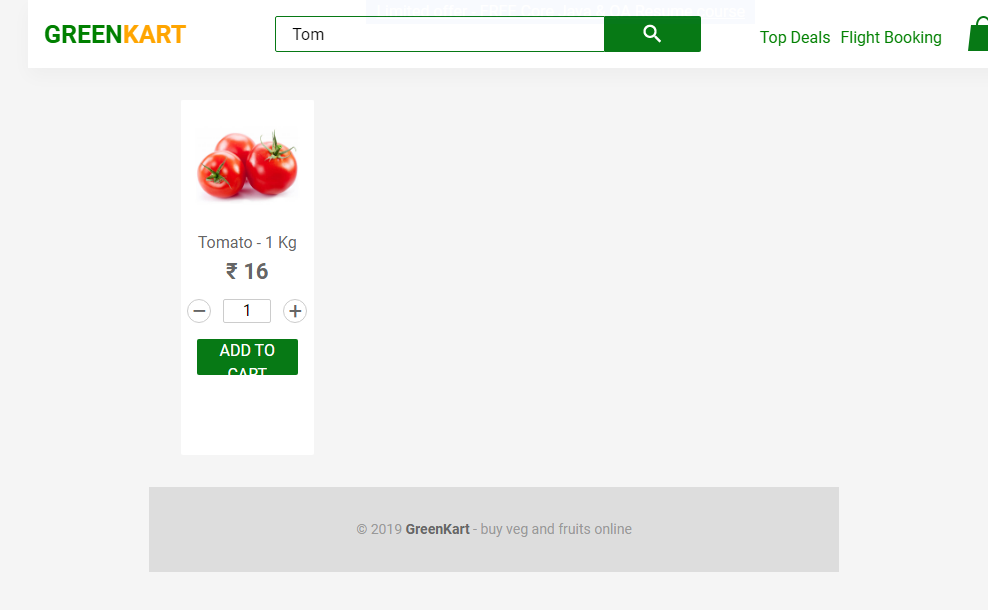 Limited offer - FREE Core Java & QA Resume course
GREENKART
Tom
Top Deals Flight Booking
Tomato - 1 Kg
₹ 16
1
ADD TO
CART
© 2019 GreenKart - buy veg and fruits online